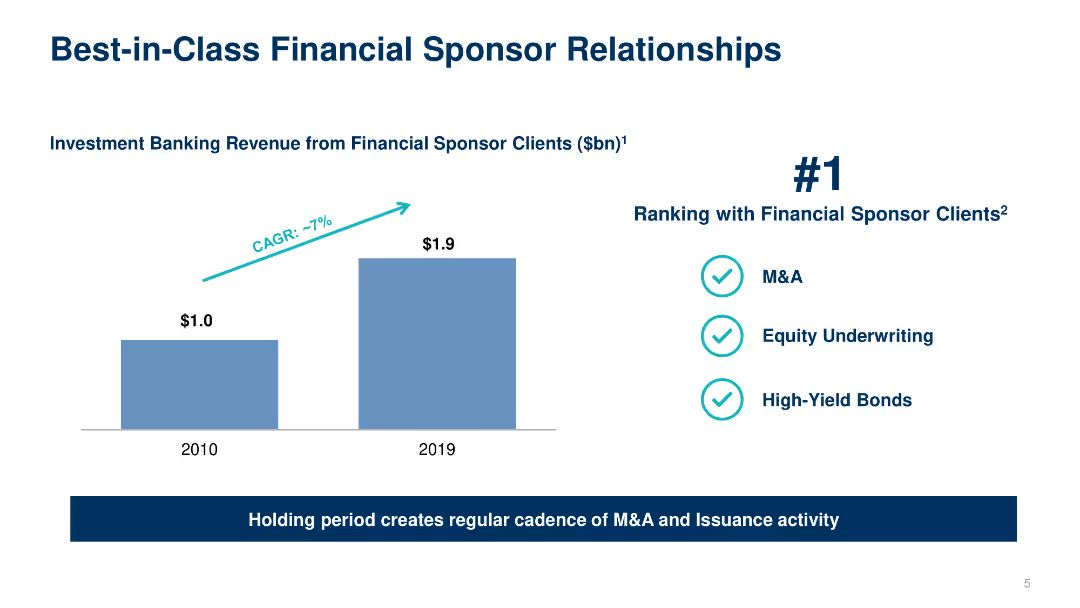 Best-in-Class Financial Sponsor Relationships
Investment Banking Revenue from Financial Sponsor Clients ($bn)¹
CAGR: ~7%
$1.9
$1.0
2010
2019
#1
Ranking with Financial Sponsor Clients²
M&A
Equity Underwriting
High-Yield Bonds
Holding period creates regular cadence of M&A and Issuance activity
5